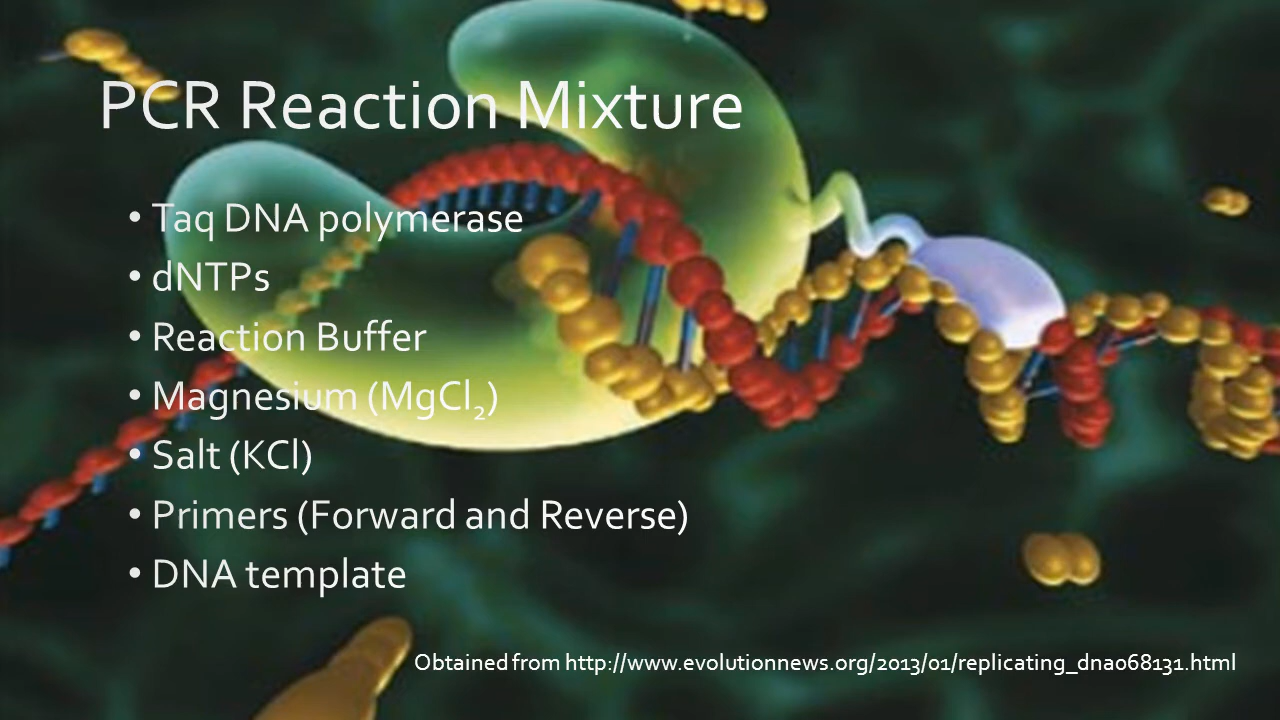 PCR Reaction Mixture
• Taq DNA polymerase
• dNTPs
• Reaction Buffer
• Magnesium (MgCl₂)
• Salt (KCl)
• Primers (Forward and Reverse)
• DNA template
Obtained from http://www.evolutionnews.org/2013/01/replicating_dna068131.html